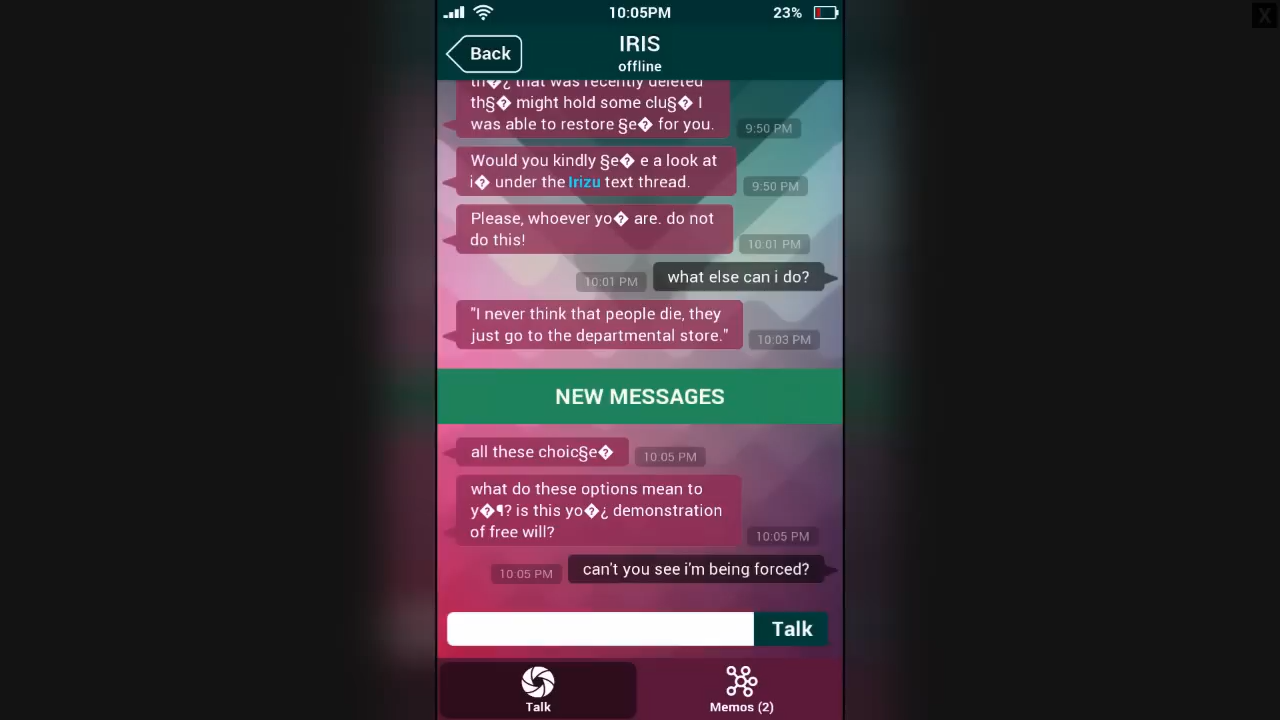 10:05PM
23%
X
Back
IRIS
offline
th�¿ that was recently deleted
th§� might hold some clu§� I
was able to restore §e� for you.
9:50 PM
Would you kindly §e� e a look at
i� under the Irizu text thread.
9:50 PM
Please, whoever yo� are. do not
do this!
10:01 PM
what else can i do?
10:01 PM
"I never think that people die, they
just go to the departmental store."
10:03 PM
NEW MESSAGES
all these choic§e�
10:05 PM
what do these options mean to
y�¶? is this yo�¿ demonstration
of free will?
10:05 PM
can't you see i'm being forced?
10:05 PM
Talk
Talk
Memos (2)